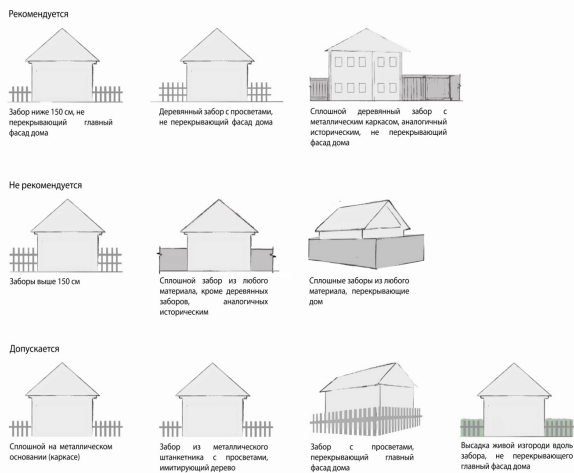 Рекомендуется
Забор ниже 150 см, не
перекрывающий главный
фасад дома
Деревянный забор с просветами,
не перекрывающий фасад дома
Сплошной деревянный забор с
металлическим каркасом, аналогичный
историческим, не перекрывающий
фасад дома
Не рекомендуется
Заборы выше 150 см
Сплошной забор из любого
материала, кроме деревянных
заборов, аналогичных
историческим
Сплошные заборы из любого
материала, перекрывающие
дом
Допускается
Сплошной на металлическом
основании (каркасе)
Забор из металлического
штанкетника с просветами,
имитирующий дерево
Забор с просветами,
перекрывающий главный
фасад дома
Высадка живой изгороди вдоль
забора, не перекрывающего
главный фасад дома